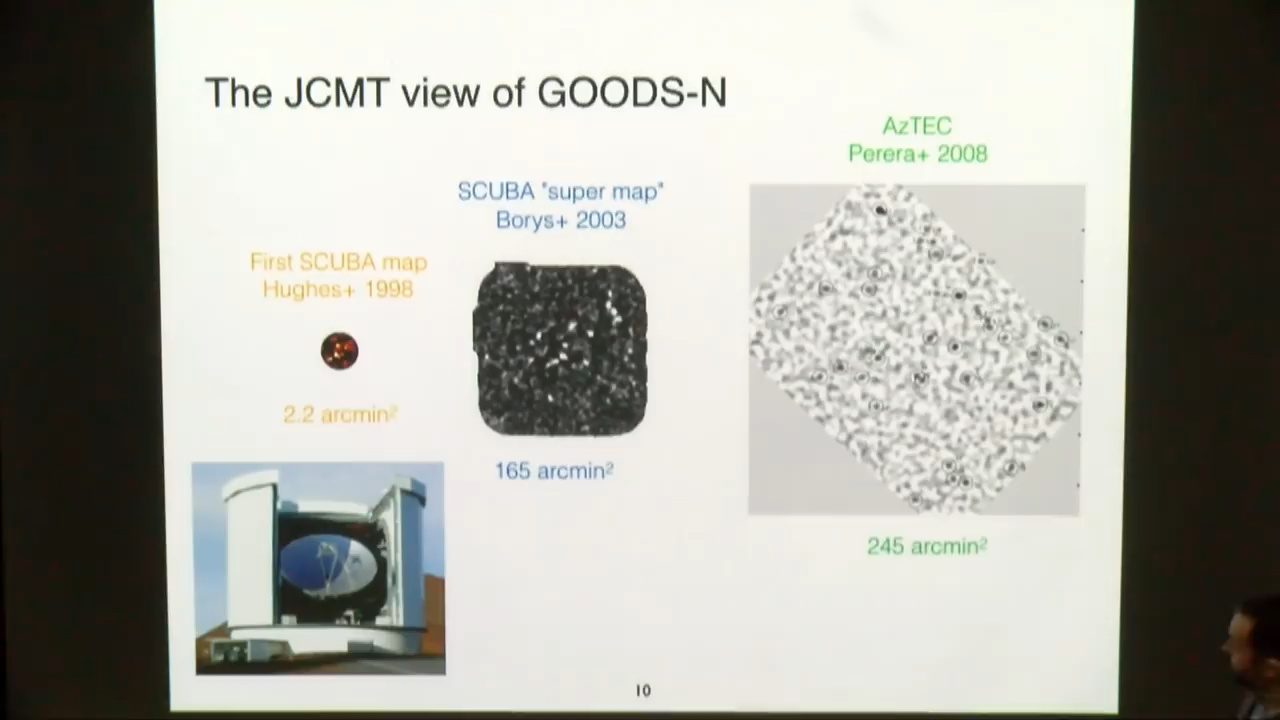 The JCMT view of GOODS-N
First SCUBA map
Hughes+ 1998
2.2 arcmin²
SCUBA "super map"
Borys+ 2003
165 arcmin²
AzTEC
Perera+ 2008
245 arcmin²
10